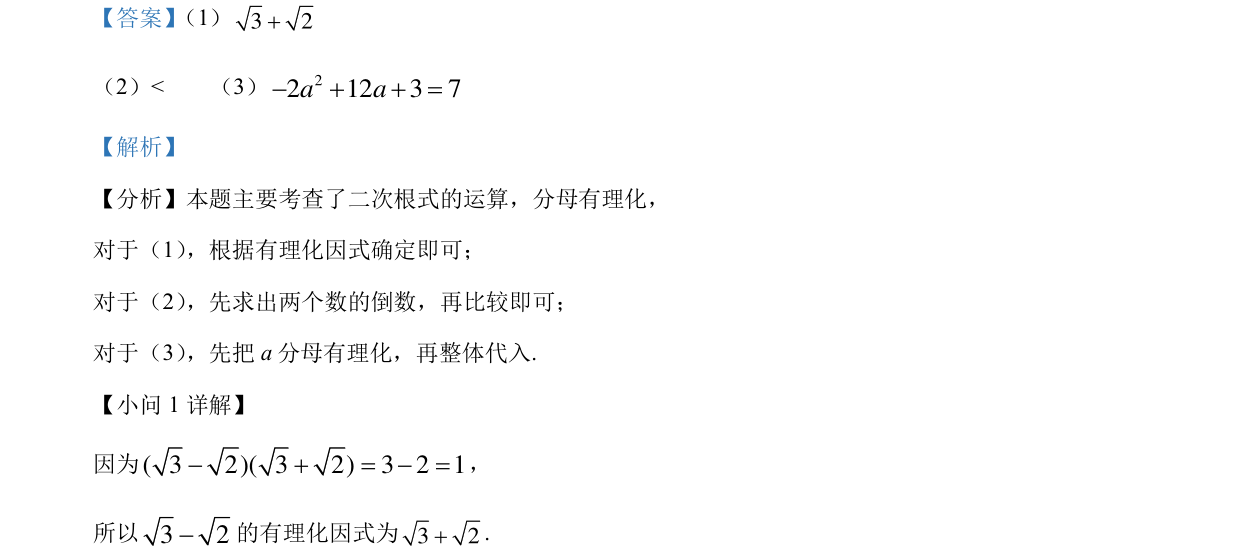 【答案】（1）√3+√2
（2）<　　（3）−2a²+12a+3=7
【解析】
【分析】本题主要考查了二次根式的运算，分母有理化，
对于（1），根据有理化因式确定即可；
对于（2），先求出两个数的倒数，再比较即可；
对于（3），先把 a 分母有理化，再整体代入.
【小问 1 详解】
因为(√3−√2)(√3+√2)=3−2=1，
所以√3−√2 的有理化因式为√3+√2.